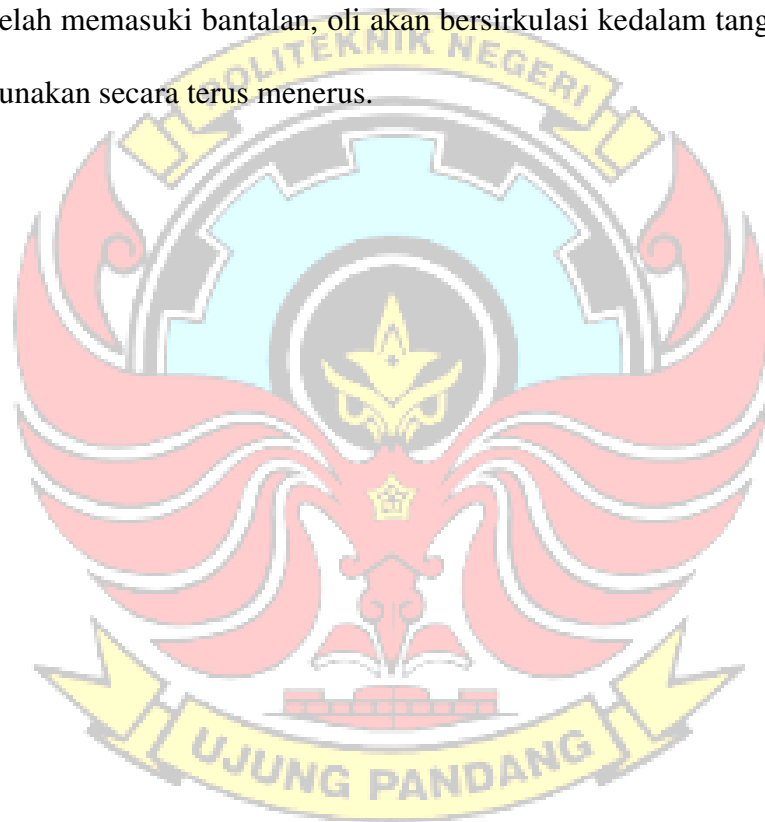 elah memasuki bantalan, oli akan bersirkulasi kedalam tang
unakan secara terus menerus.
POLITEKNIK NEGERI
UJUNG PANDANG